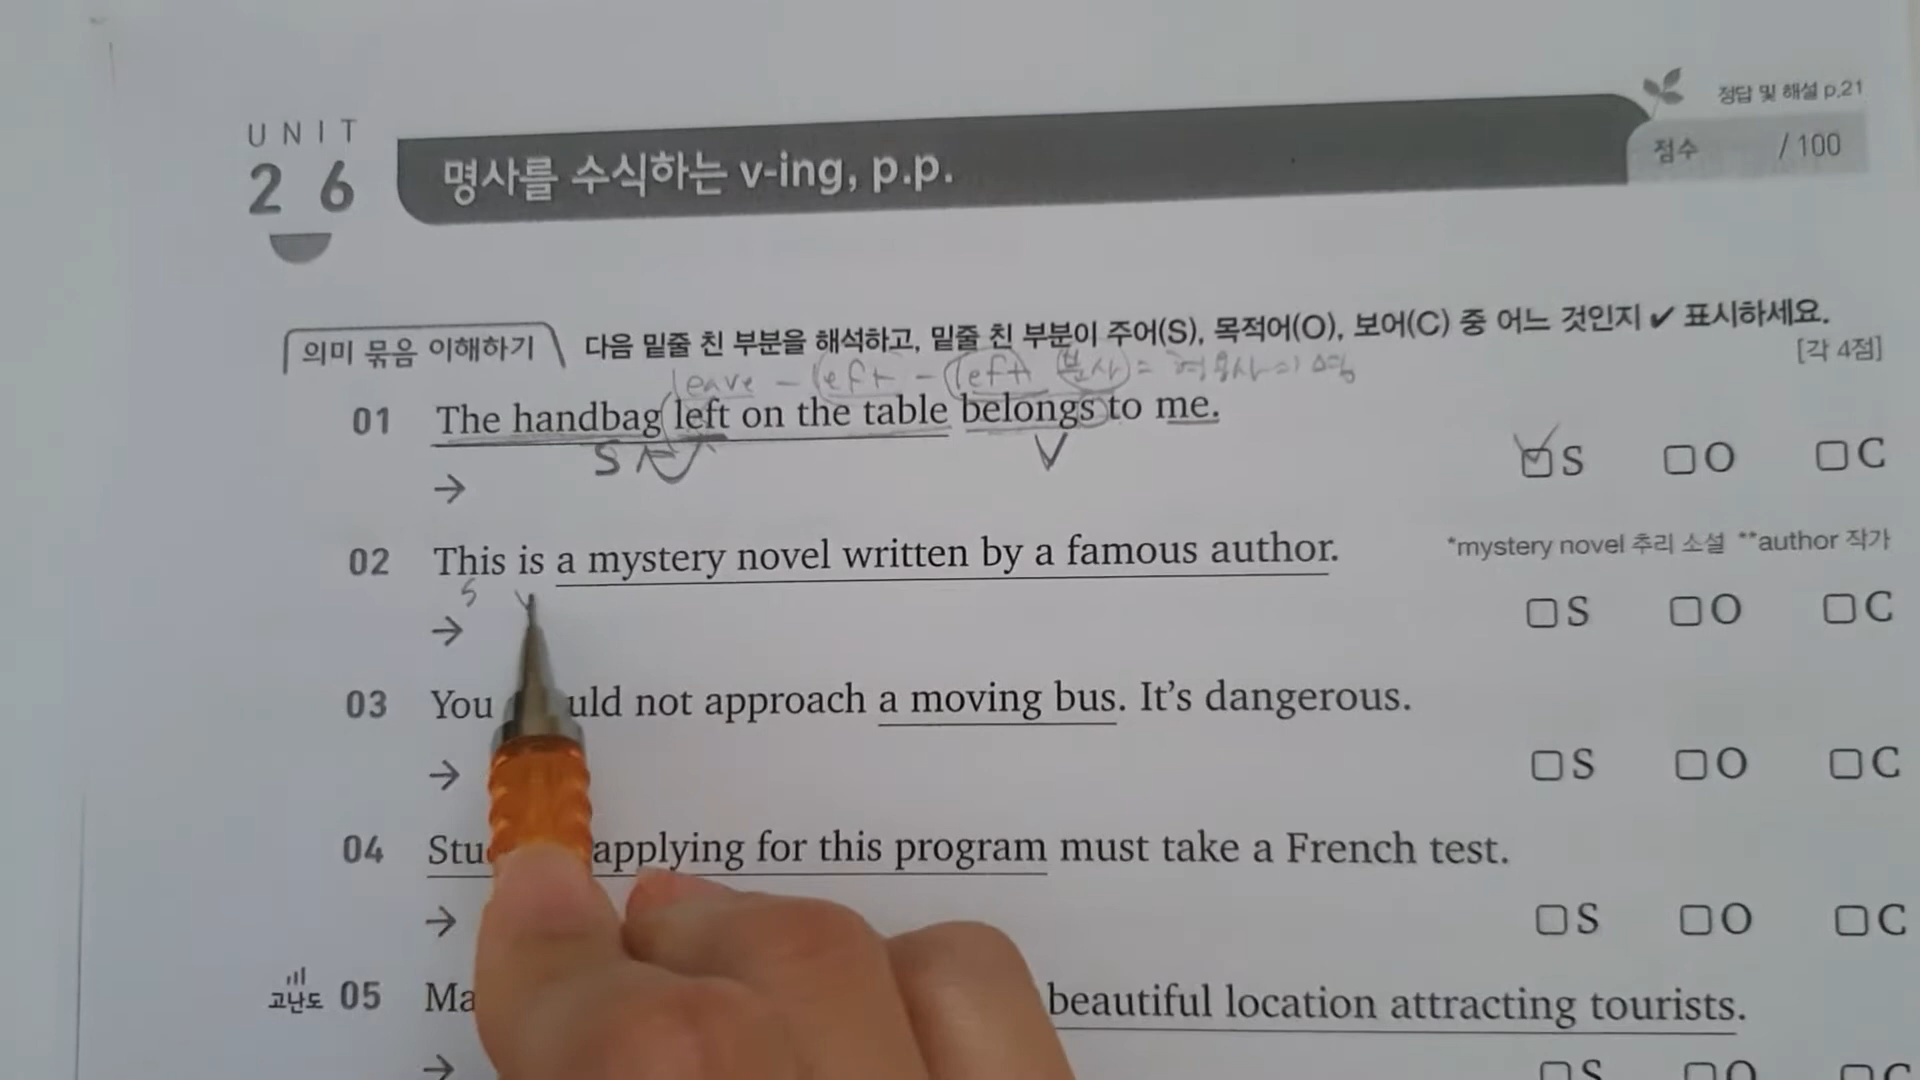 UNIT
26
명사를 수식하는 v-ing, p.p.
정답 및 해설 p.21
점수 / 100
의미 묶음 이해하기 다음 밑줄 친 부분을 해석하고, 밑줄 친 부분이 주어(S), 목적어(O), 보어(C) 중 어느 것인지 ✔ 표시하세요.
[각 4점]
leave - left - left 분사 =
01 The handbag left on the table belongs to me.
S V
→ □S □O □C
02 This is a mystery novel written by a famous author.
*mystery novel 추리 소설 **author 작가
S V
→ □S □O □C
03 You uld not approach a moving bus. It's dangerous.
→ □S □O □C
04 Stu applying for this program must take a French test.
→ □S □O □C
고난도 05 Ma beautiful location attracting tourists.
→ □S □O □C